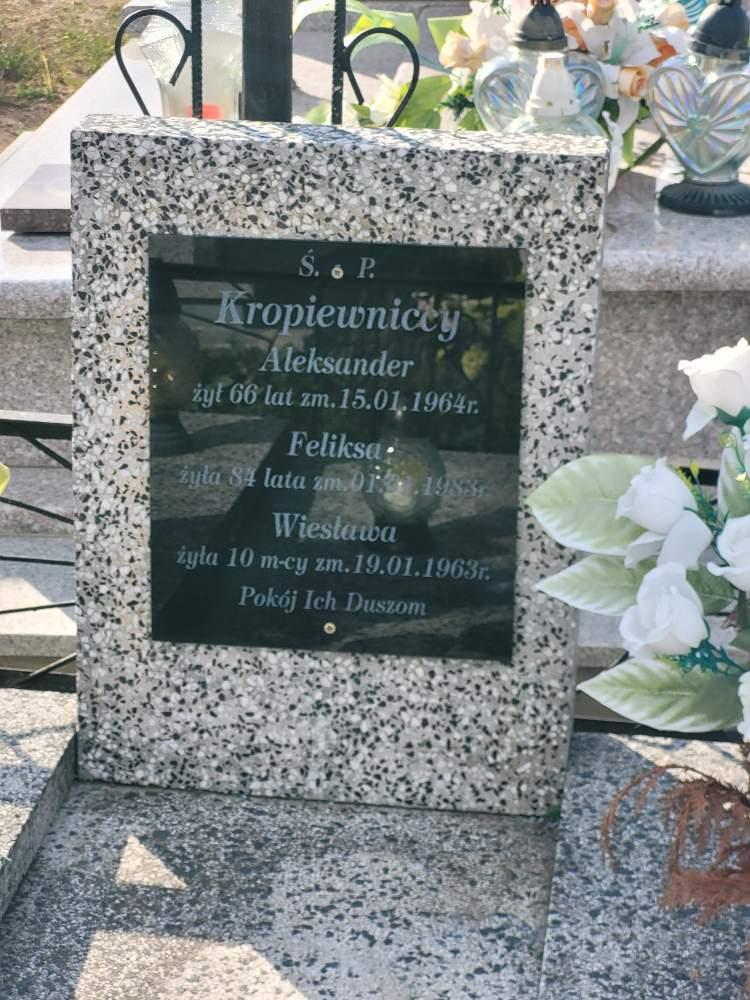 Ś. P.
Kropiewniccy
Aleksander
żył 66 lat zm.15.01.1964r.
Feliksa
żyła 84 lata
Wiesława
żyła 10 m-cy zm.19.01.1963r.
Pokój Ich Duszom